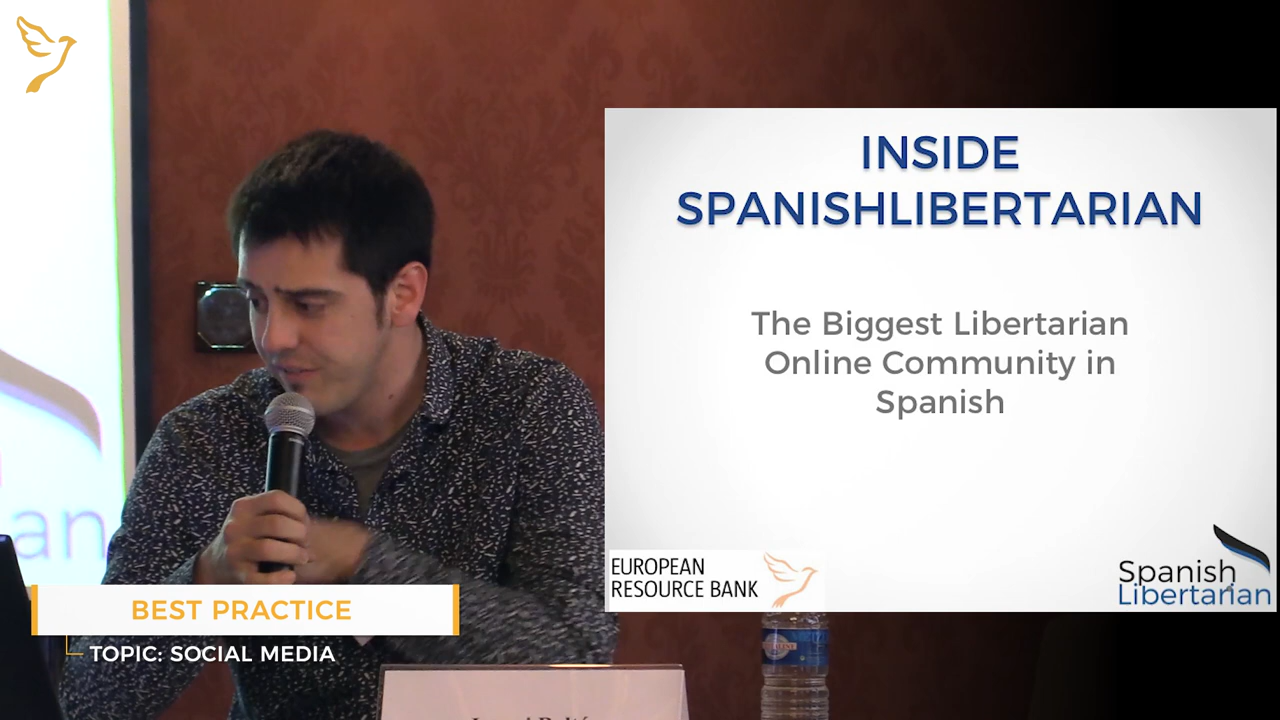 INSIDE
SPANISHLIBERTARIAN
The Biggest Libertarian
Online Community in
Spanish
EUROPEAN
RESOURCE BANK
Spanish
Libertarian
BEST PRACTICE
TOPIC: SOCIAL MEDIA